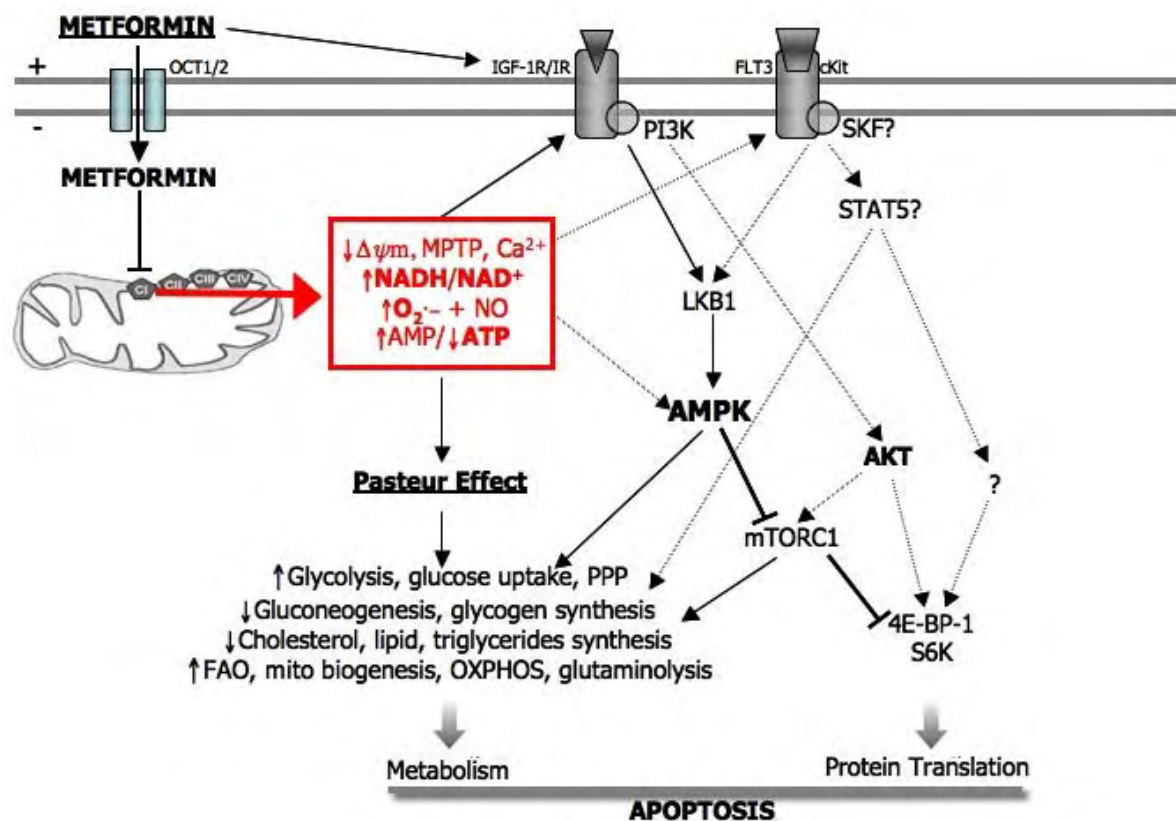 METFORMIN
+
OCT1/2
IGF-1R/IR
FLT3
cKit
-
PI3K
SKF?
METFORMIN
STAT5?
↓Δψm, MPTP, Ca²⁺
↑NADH/NAD⁺
↑O₂·– + NO
↑AMP/↓ATP
CI
CII
CIII
CIV
LKB1
AMPK
AKT
?
Pasteur Effect
mTORC1
↑Glycolysis, glucose uptake, PPP
↓Gluconeogenesis, glycogen synthesis
↓Cholesterol, lipid, triglycerides synthesis
↑FAO, mito biogenesis, OXPHOS, glutaminolysis
4E-BP-1
S6K
Metabolism
Protein Translation
APOPTOSIS